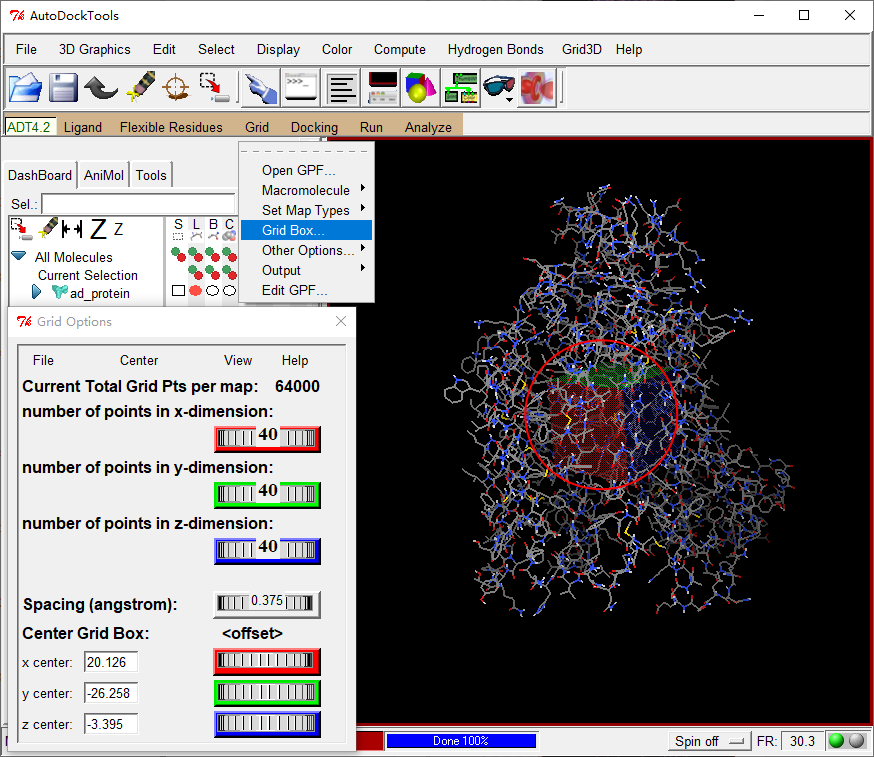 AutoDockTools
File 3D Graphics Edit Select Display Color Compute Hydrogen Bonds Grid3D Help
ADT4.2 Ligand Flexible Residues Grid Docking Run Analyze
Open GPF...
Macromolecule
Set Map Types
Grid Box...
Other Options...
Output
Edit GPF...
DashBoard AniMol Tools
Sel.:
Z Z
S L B C
All Molecules
Current Selection
ad_protein
Grid Options
File Center View Help
Current Total Grid Pts per map: 64000
number of points in x-dimension:
40
number of points in y-dimension:
40
number of points in z-dimension:
40
Spacing (angstrom): 0.375
Center Grid Box: <offset>
x center: 20.126
y center: -26.258
z center: -3.395
Done 100%
Spin off FR: 30.3